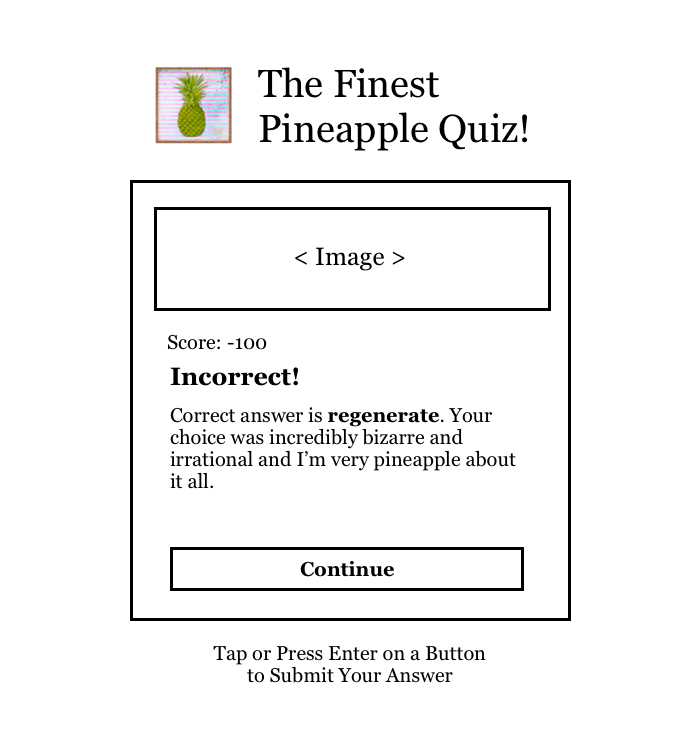 The Finest
Pineapple Quiz!
< Image >
Score: -100
Incorrect!
Correct answer is regenerate. Your
choice was incredibly bizarre and
irrational and I’m very pineapple about
it all.
Continue
Tap or Press Enter on a Button
to Submit Your Answer